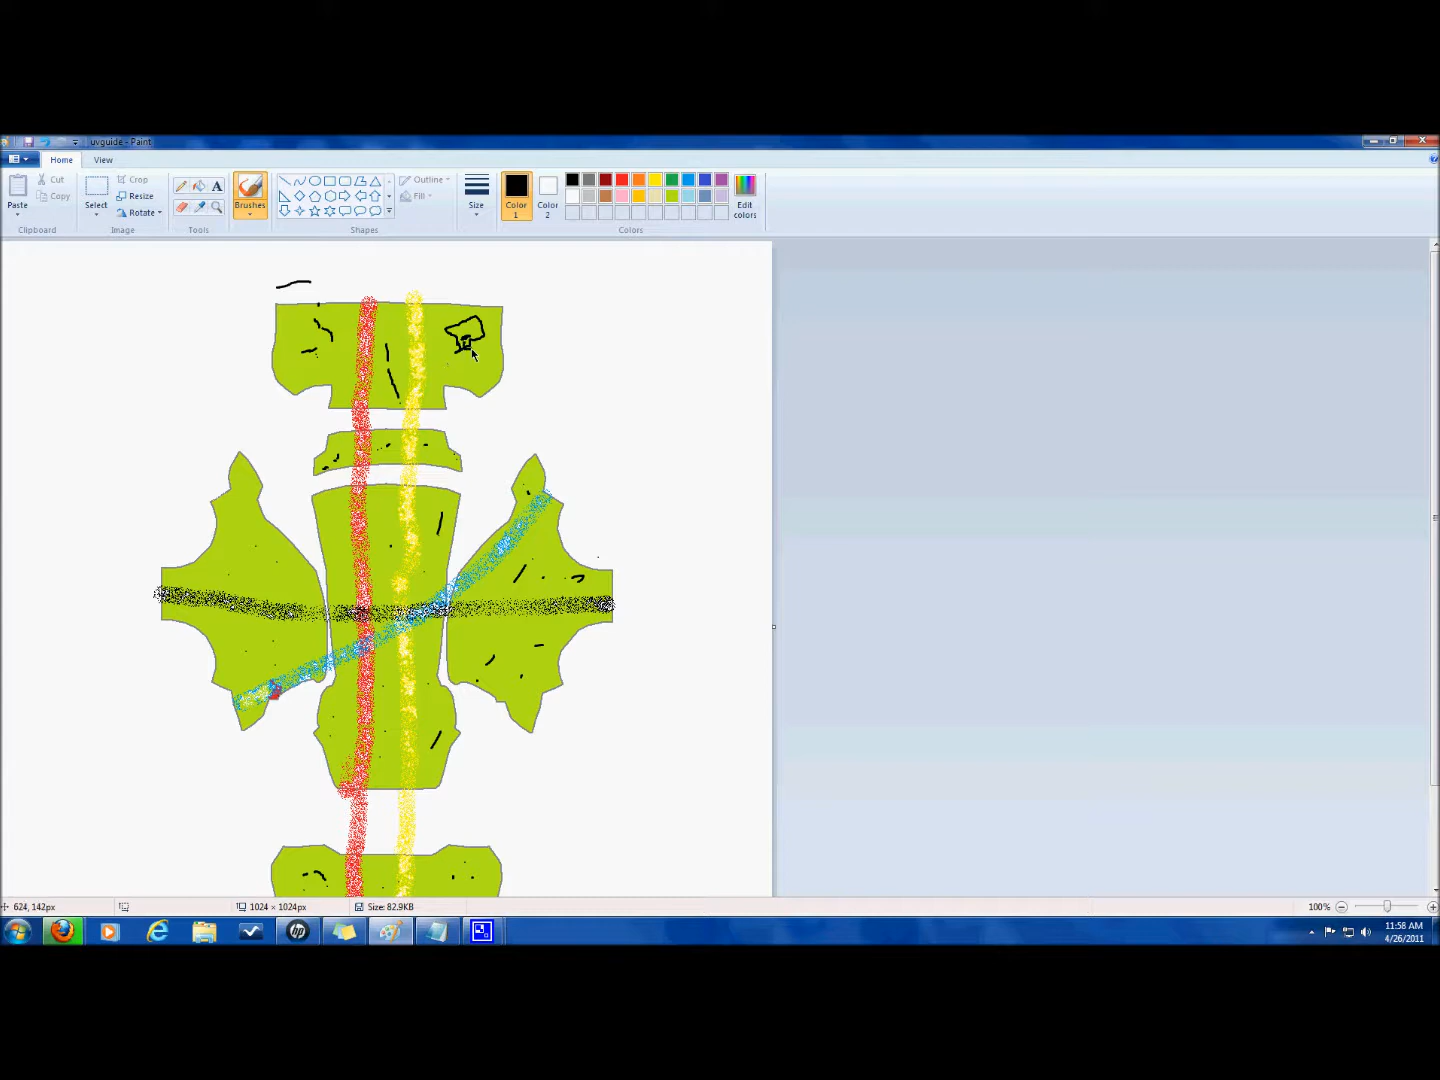 uvguide - Paint
Home View
Paste Cut Copy
Select Crop Resize Rotate
Brushes
Outline Fill
Size
Color 1 Color 2
Edit colors
Clipboard Image Tools Shapes Colors
624, 142px 1024 × 1024px Size: 82.9KB 100%
hp 11:58 AM
4/26/2011